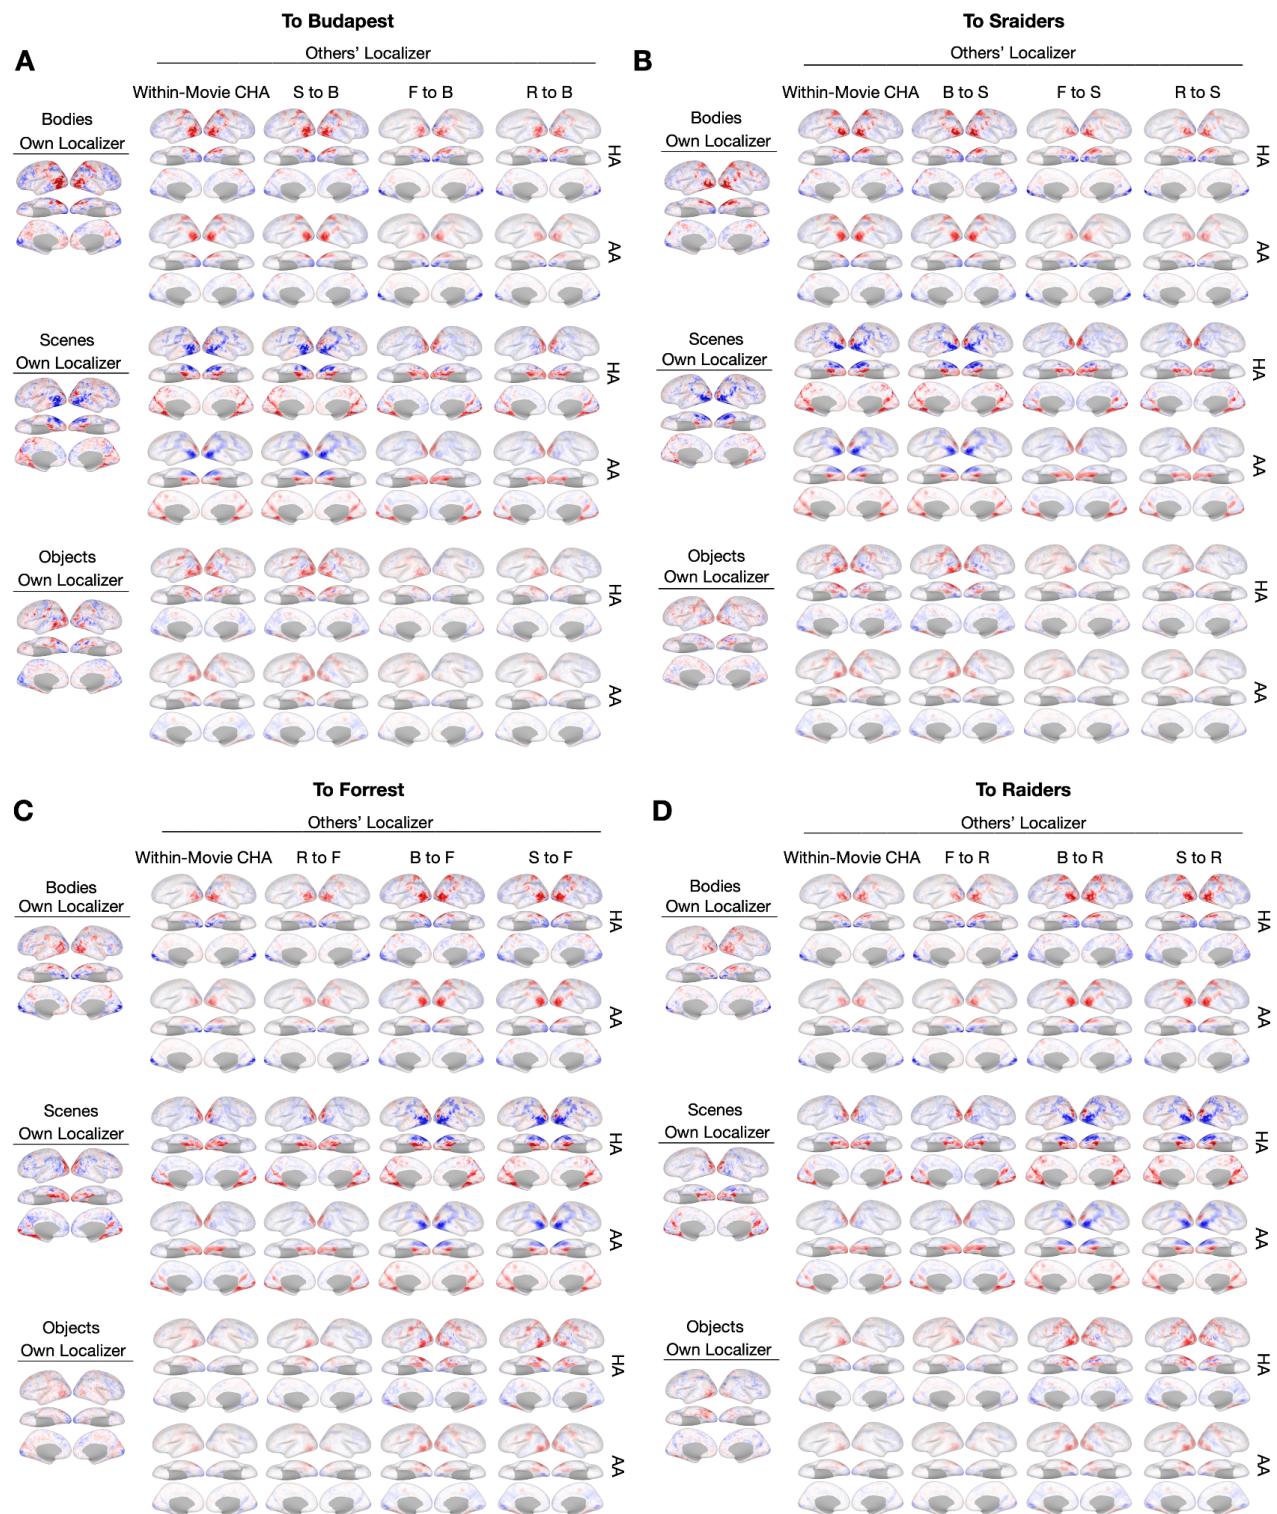 To Budapest
A
Others' Localizer
Within-Movie CHA S to B F to B R to B
Bodies
Own Localizer
HA
AA
Scenes
Own Localizer
HA
AA
Objects
Own Localizer
HA
AA
To Sraiders
B
Others' Localizer
Within-Movie CHA B to S F to S R to S
Bodies
Own Localizer
HA
AA
Scenes
Own Localizer
HA
AA
Objects
Own Localizer
HA
AA
To Forrest
C
Others' Localizer
Within-Movie CHA R to F B to F S to F
Bodies
Own Localizer
HA
AA
Scenes
Own Localizer
HA
AA
Objects
Own Localizer
HA
AA
To Raiders
D
Others' Localizer
Within-Movie CHA F to R B to R S to R
Bodies
Own Localizer
HA
AA
Scenes
Own Localizer
HA
AA
Objects
Own Localizer
HA
AA